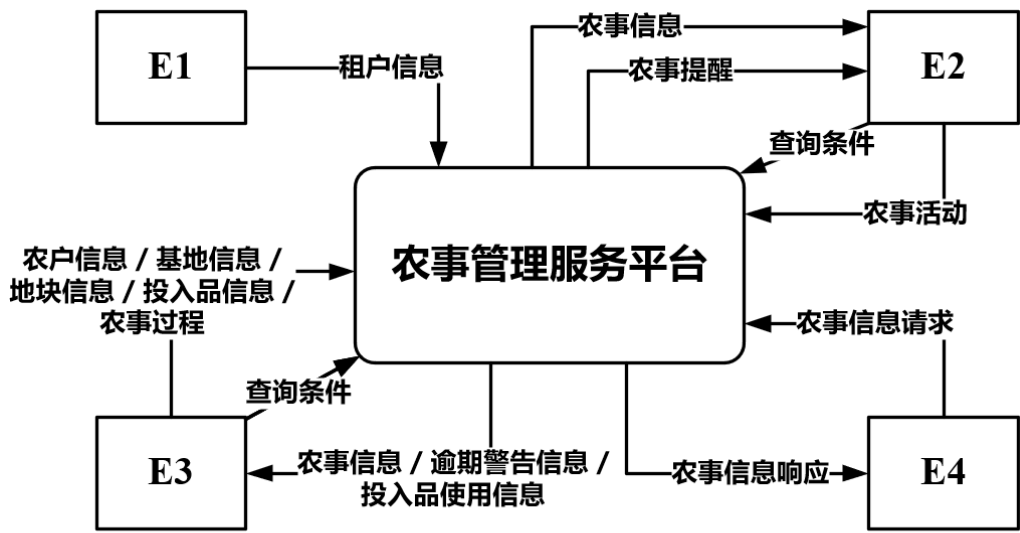 农事信息
E1
E2
租户信息
农事提醒
查询条件
农事活动
农事管理服务平台
农户信息 / 基地信息 /
地块信息 / 投入品信息 /
农事过程
农事信息请求
查询条件
E3
农事信息 / 逾期警告信息 /
投入品使用信息
农事信息响应
E4